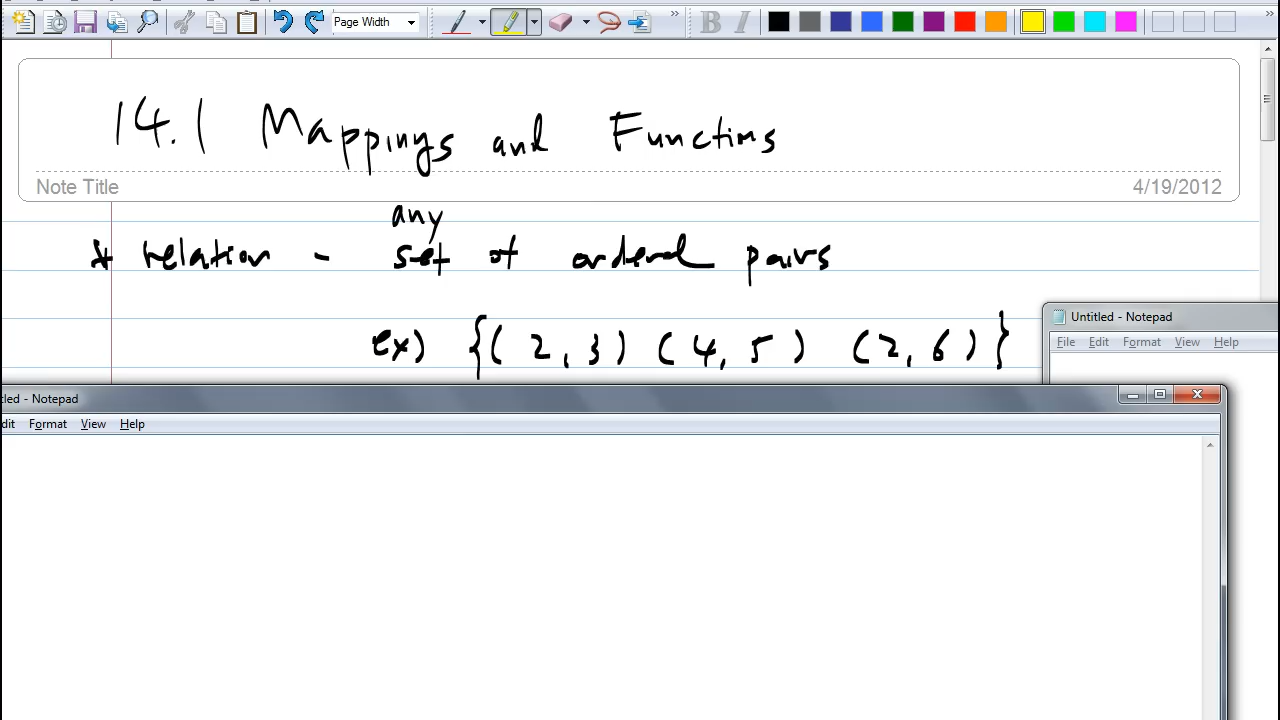 Page Width
B I
14.1 Mappings and Functions
Note Title
4/19/2012
any
* relation - set of ordered pairs
ex) {(2,3) (4,5) (2,6)}
Untitled - Notepad
File Edit Format View Help
tled - Notepad
dit Format View Help